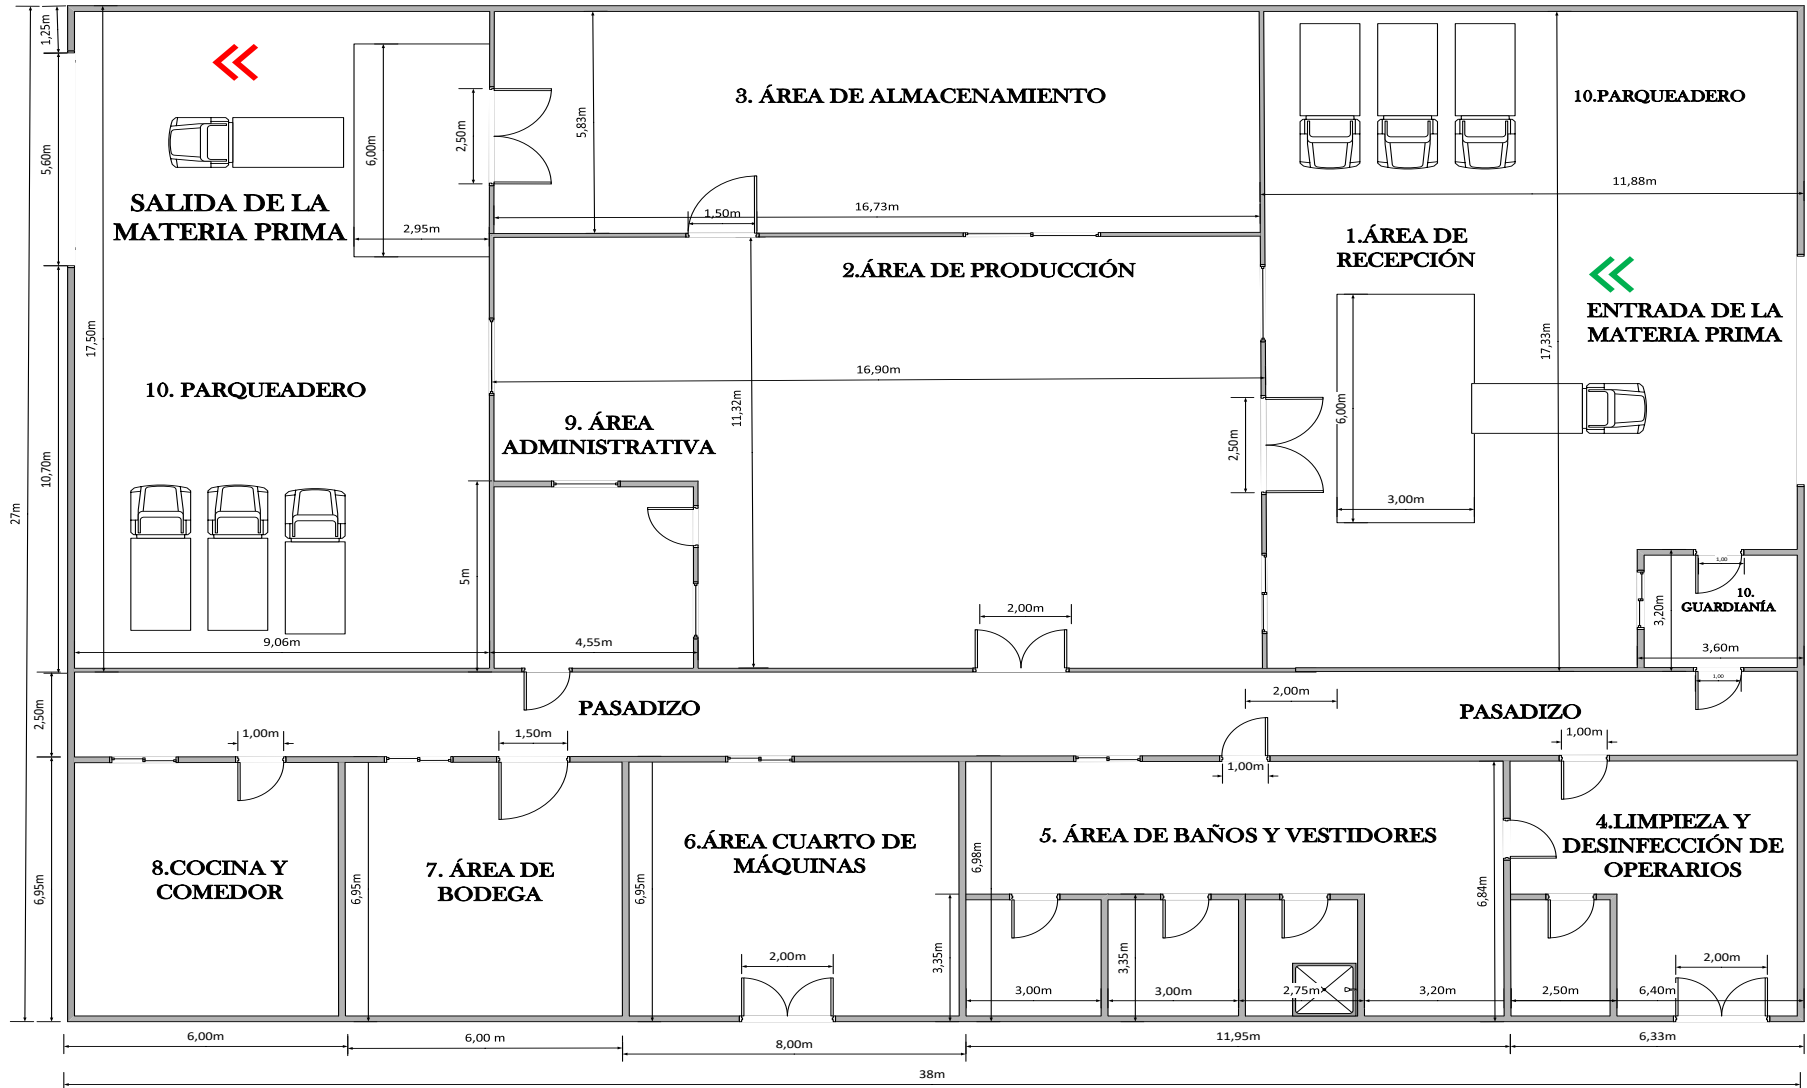 1,25m
5,60m
10,70m
27m
2,50m
6,95m
17,50m
SALIDA DE LA
MATERIA PRIMA
6,00m
2,95m
2,50m
10. PARQUEADERO
9,06m
3. ÁREA DE ALMACENAMIENTO
5,83m
16,73m
1,50m
2.ÁREA DE PRODUCCIÓN
16,90m
11,32m
9. ÁREA
ADMINISTRATIVA
5m
4,55m
2,00m
2,50m
10.PARQUEADERO
11,88m
1.ÁREA DE
RECEPCIÓN
17,33m
ENTRADA DE LA
MATERIA PRIMA
6,00m
3,00m
1,00
10.
GUARDIANÍA
3,20m
3,60m
1,00
PASADIZO
2,00m
PASADIZO
1,00m
1,50m
1,00m
1,00m
8.COCINA Y
COMEDOR
6,95m
7. ÁREA DE
BODEGA
6,95m
6.ÁREA CUARTO DE
MÁQUINAS
2,00m
6,98m
5. ÁREA DE BAÑOS Y VESTIDORES
6,84m
3,35m
3,35m
3,00m
3,00m
2,75m
3,20m
4.LIMPIEZA Y
DESINFECCIÓN DE
OPERARIOS
2,00m
2,50m
6,40m
6,00m
6,00 m
8,00m
11,95m
6,33m
38m